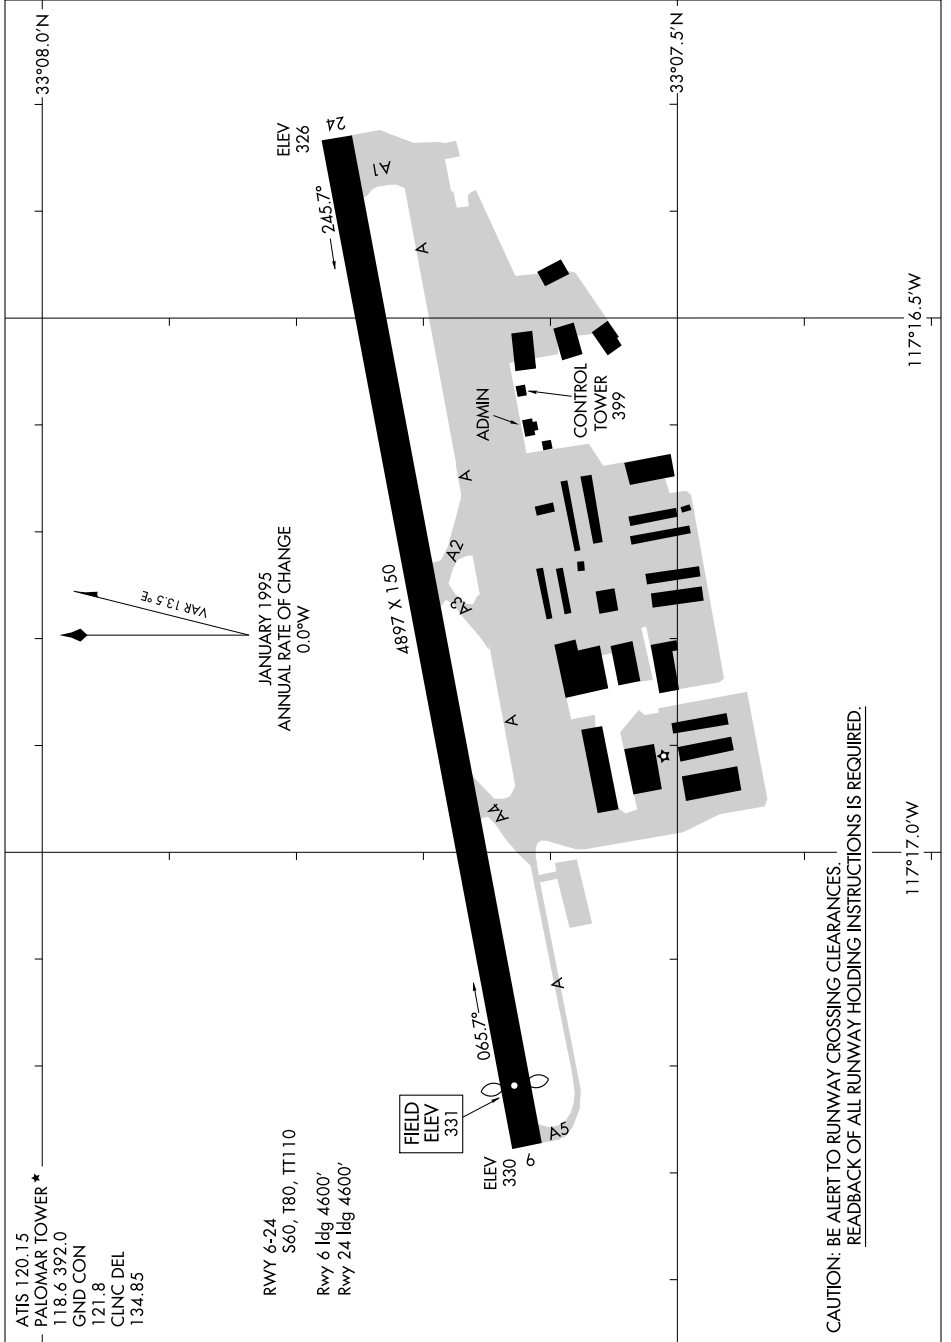 ATIS 120.15
PALOMAR TOWER★
118.6 392.0
GND CON
121.8
CLNC DEL
134.85
RWY 6-24
S60, T80, TT110
Rwy 6 ldg 4600'
Rwy 24 ldg 4600'
33°08.0'N
33°07.5'N
117°16.5'W
117°17.0'W
VAR 13.5°E
JANUARY 1995
ANNUAL RATE OF CHANGE
0.0°W
ELEV
326
24
245.7°
A1
A
4897 X 150
A
A2
A3
A
A4
A
A5
065.7°
FIELD
ELEV
331
ELEV
330
6
ADMIN
CONTROL
TOWER
399
CAUTION: BE ALERT TO RUNWAY CROSSING CLEARANCES.
READBACK OF ALL RUNWAY HOLDING INSTRUCTIONS IS REQUIRED.